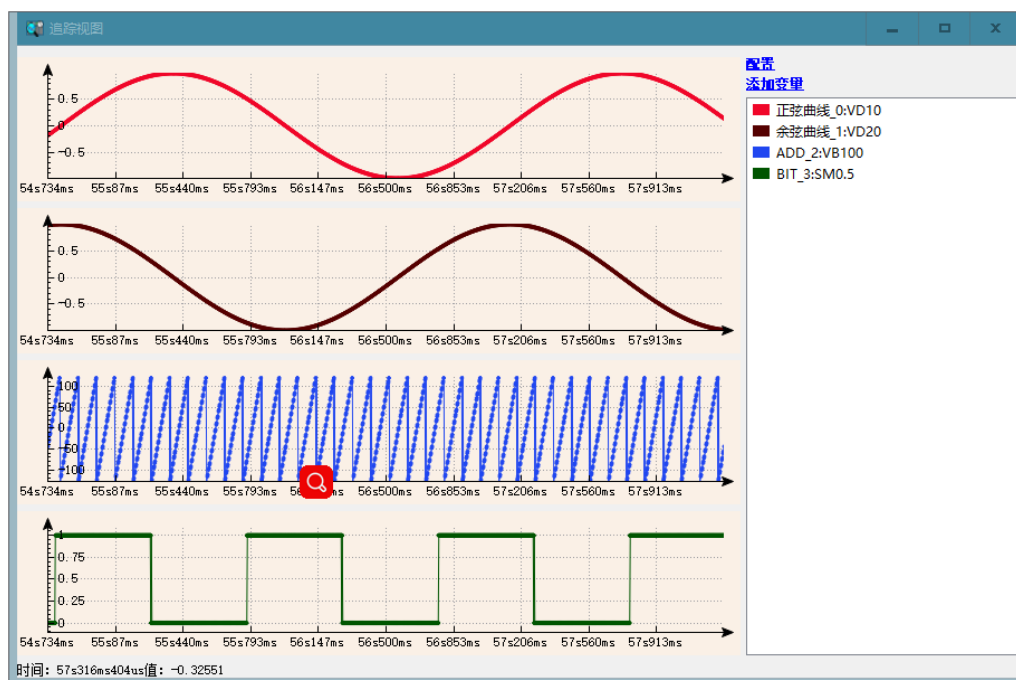 追踪视图
配置
添加变量
正弦曲线_0:VD10
余弦曲线_1:VD20
ADD_2:VB100
BIT_3:SM0.5
0.5
0
-0.5
54s734ms 55s87ms 55s440ms 55s793ms 56s147ms 56s500ms 56s853ms 57s206ms 57s560ms 57s913ms
0.5
0
-0.5
54s734ms 55s87ms 55s440ms 55s793ms 56s147ms 56s500ms 56s853ms 57s206ms 57s560ms 57s913ms
100
50
0
-50
-100
54s734ms 55s87ms 55s440ms 55s793ms 56s500ms 56s853ms 57s206ms 57s560ms 57s913ms
1
0.75
0.5
0.25
0
54s734ms 55s87ms 55s440ms 55s793ms 56s147ms 56s500ms 56s853ms 57s206ms 57s560ms 57s913ms
时间: 57s316ms404us值: -0.32551